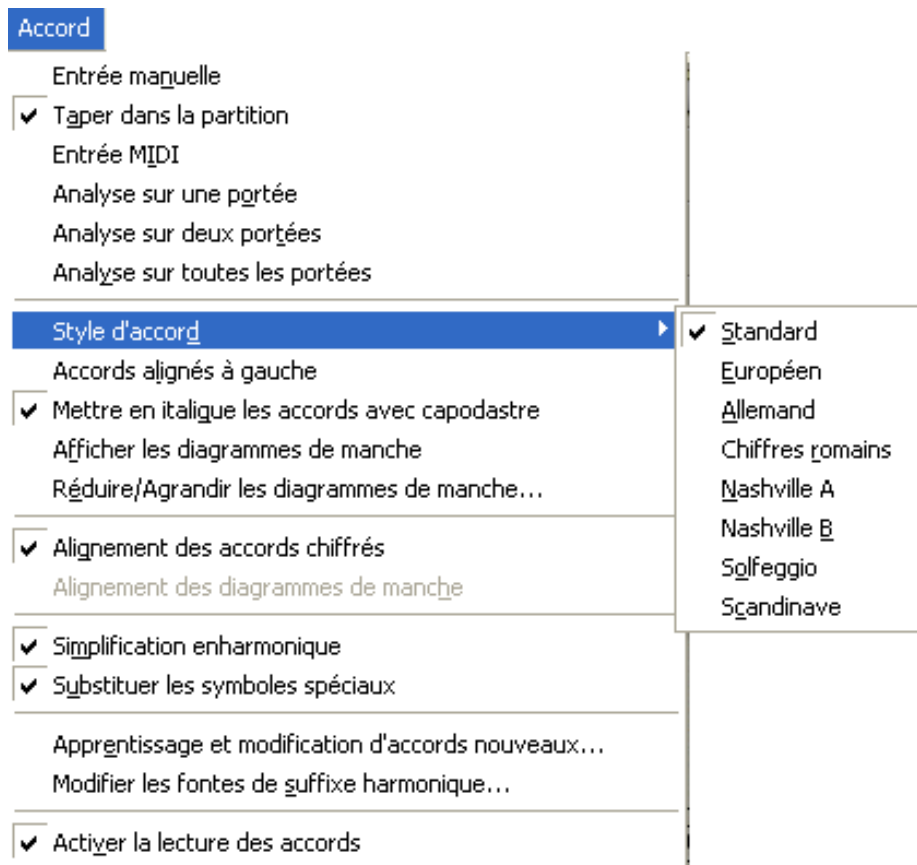 Accord
Entrée manuelle
Taper dans la partition
Entrée MIDI
Analyse sur une portée
Analyse sur deux portées
Analyse sur toutes les portées
Style d'accord
Accords alignés à gauche
Mettre en italique les accords avec capodastre
Afficher les diagrammes de manche
Réduire/Agrandir les diagrammes de manche...
Alignement des accords chiffrés
Alignement des diagrammes de manche
Simplification enharmonique
Substituer les symboles spéciaux
Apprentissage et modification d'accords nouveaux...
Modifier les fontes de suffixe harmonique...
Activer la lecture des accords
Standard
Européen
Allemand
Chiffres romains
Nashville A
Nashville B
Solfeggio
Scandinave